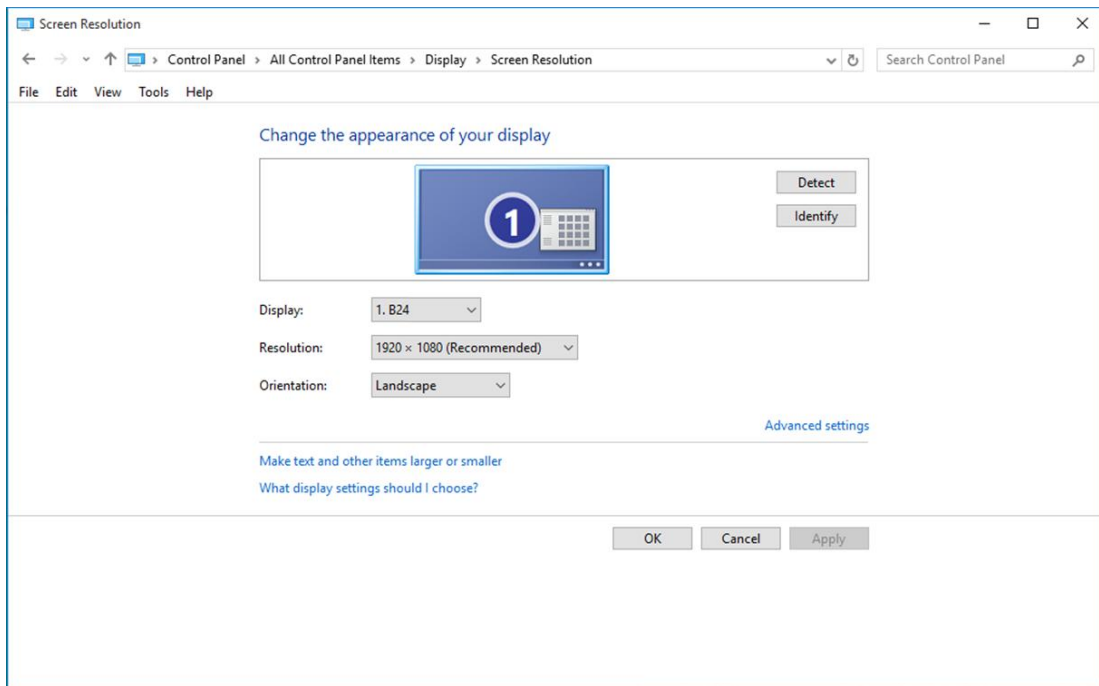 Screen Resolution
Control Panel > All Control Panel Items > Display > Screen Resolution
Search Control Panel
File Edit View Tools Help
Change the appearance of your display
1
Detect
Identify
Display: 1. B24
Resolution: 1920 × 1080 (Recommended)
Orientation: Landscape
Advanced settings
Make text and other items larger or smaller
What display settings should I choose?
OK Cancel Apply